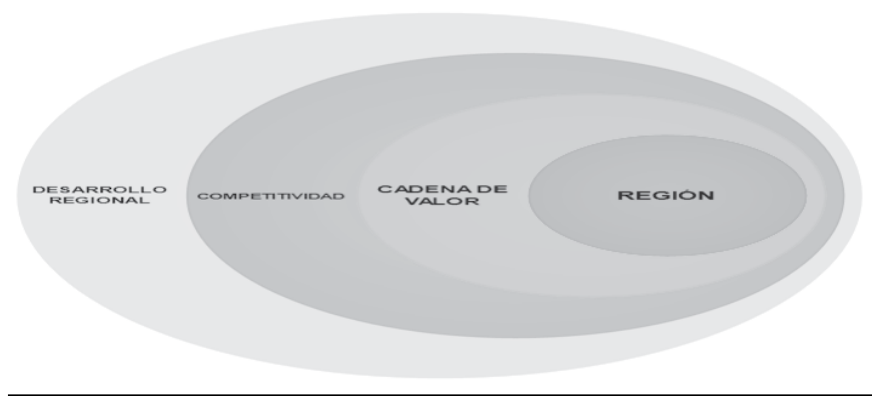 DESARROLLO
REGIONAL
COMPETITIVIDAD
CADENA DE
VALOR
REGIÓN